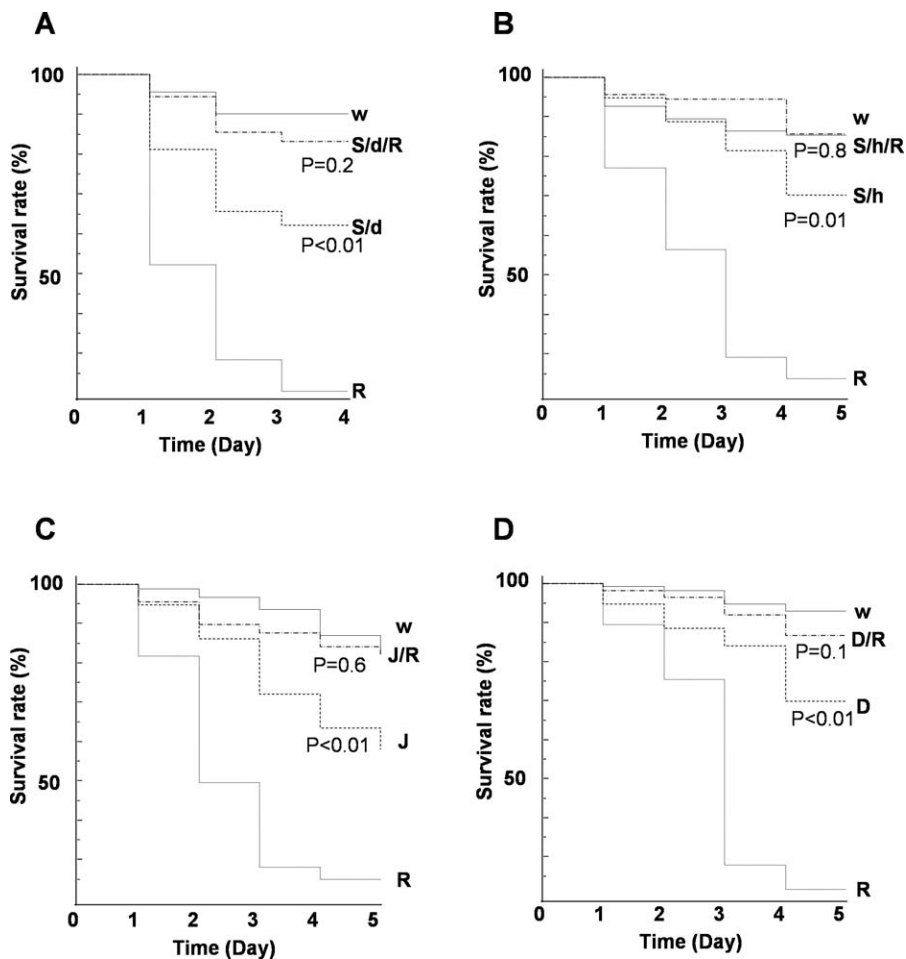 A
100
50
Survival rate (%)
w
S/d/R
P=0.2
S/d
P<0.01
R
0 1 2 3 4
Time (Day)
B
100
50
Survival rate (%)
w
P=0.8 S/h/R
S/h
P=0.01
R
0 1 2 3 4 5
Time (Day)
C
100
50
Survival rate (%)
w
J/R
P=0.6
J
P<0.01
R
0 1 2 3 4 5
Time (Day)
D
100
50
Survival rate (%)
w
D/R
P=0.1
D
P<0.01
R
0 1 2 3 4 5
Time (Day)